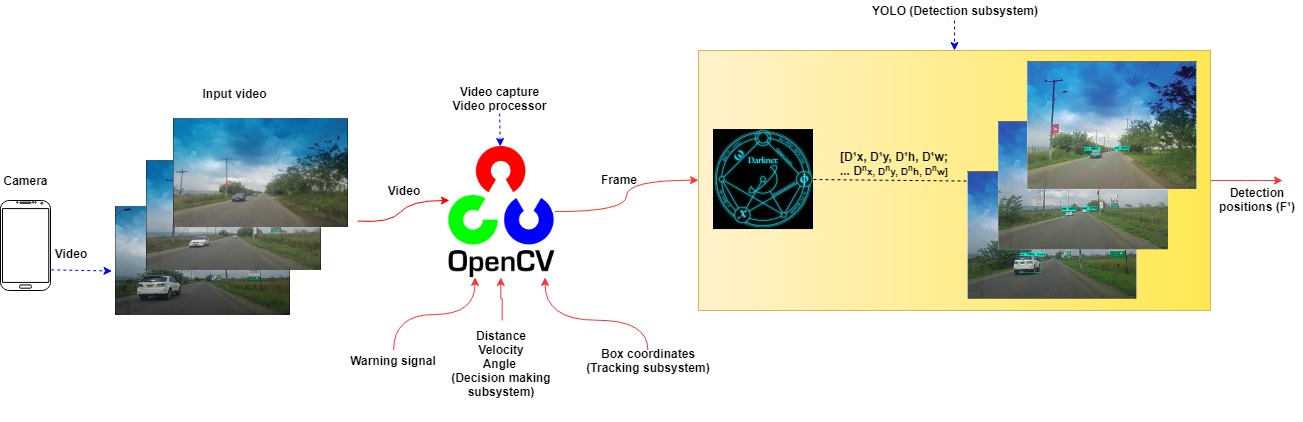 YOLO (Detection subsystem)
Input video
Video capture
Video processor
Camera
Video
Video
OpenCV
Frame
Darknet
[D¹x, D¹y, D¹h, D¹w;
... Dⁿx, Dⁿy, Dⁿh, Dⁿw]
Detection
positions (F¹)
Warning signal
Distance
Velocity
Angle
(Decision making
subsystem)
Box coordinates
(Tracking subsystem)